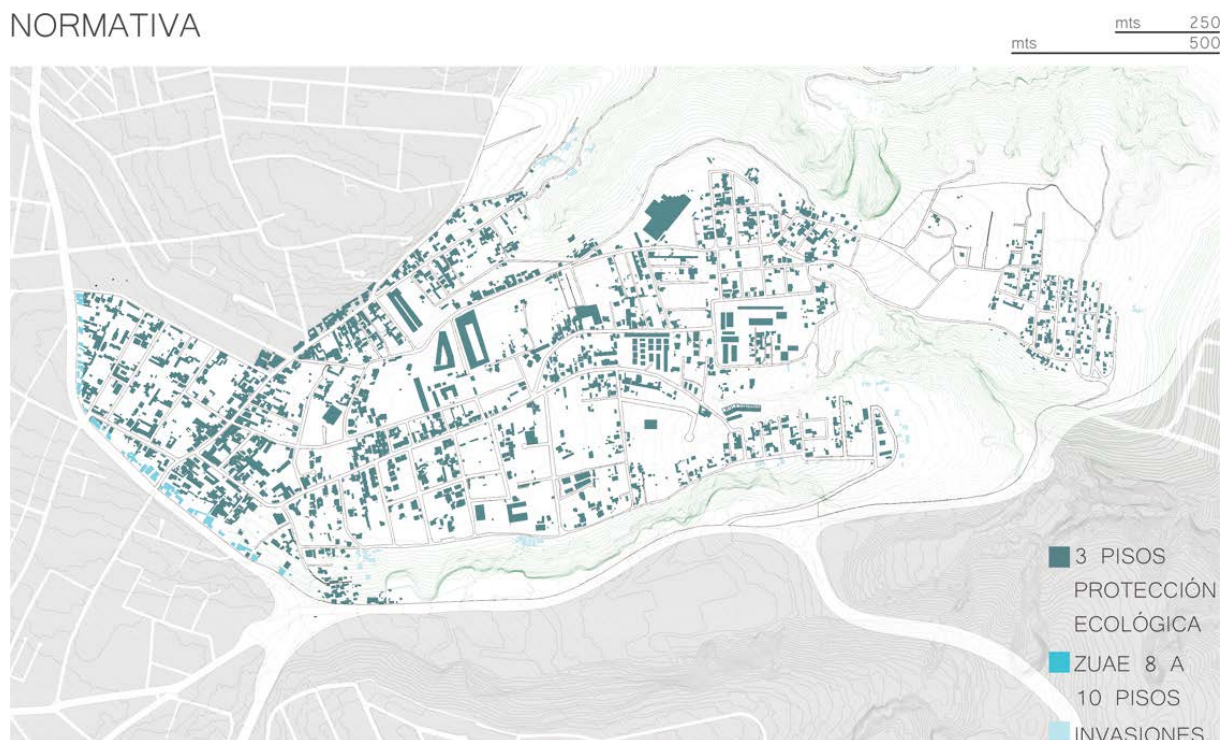 NORMATIVA
mts 250
mts 500
3 PISOS
PROTECCIÓN
ECOLÓGICA
ZUAE 8 A
10 PISOS
INVASIONES